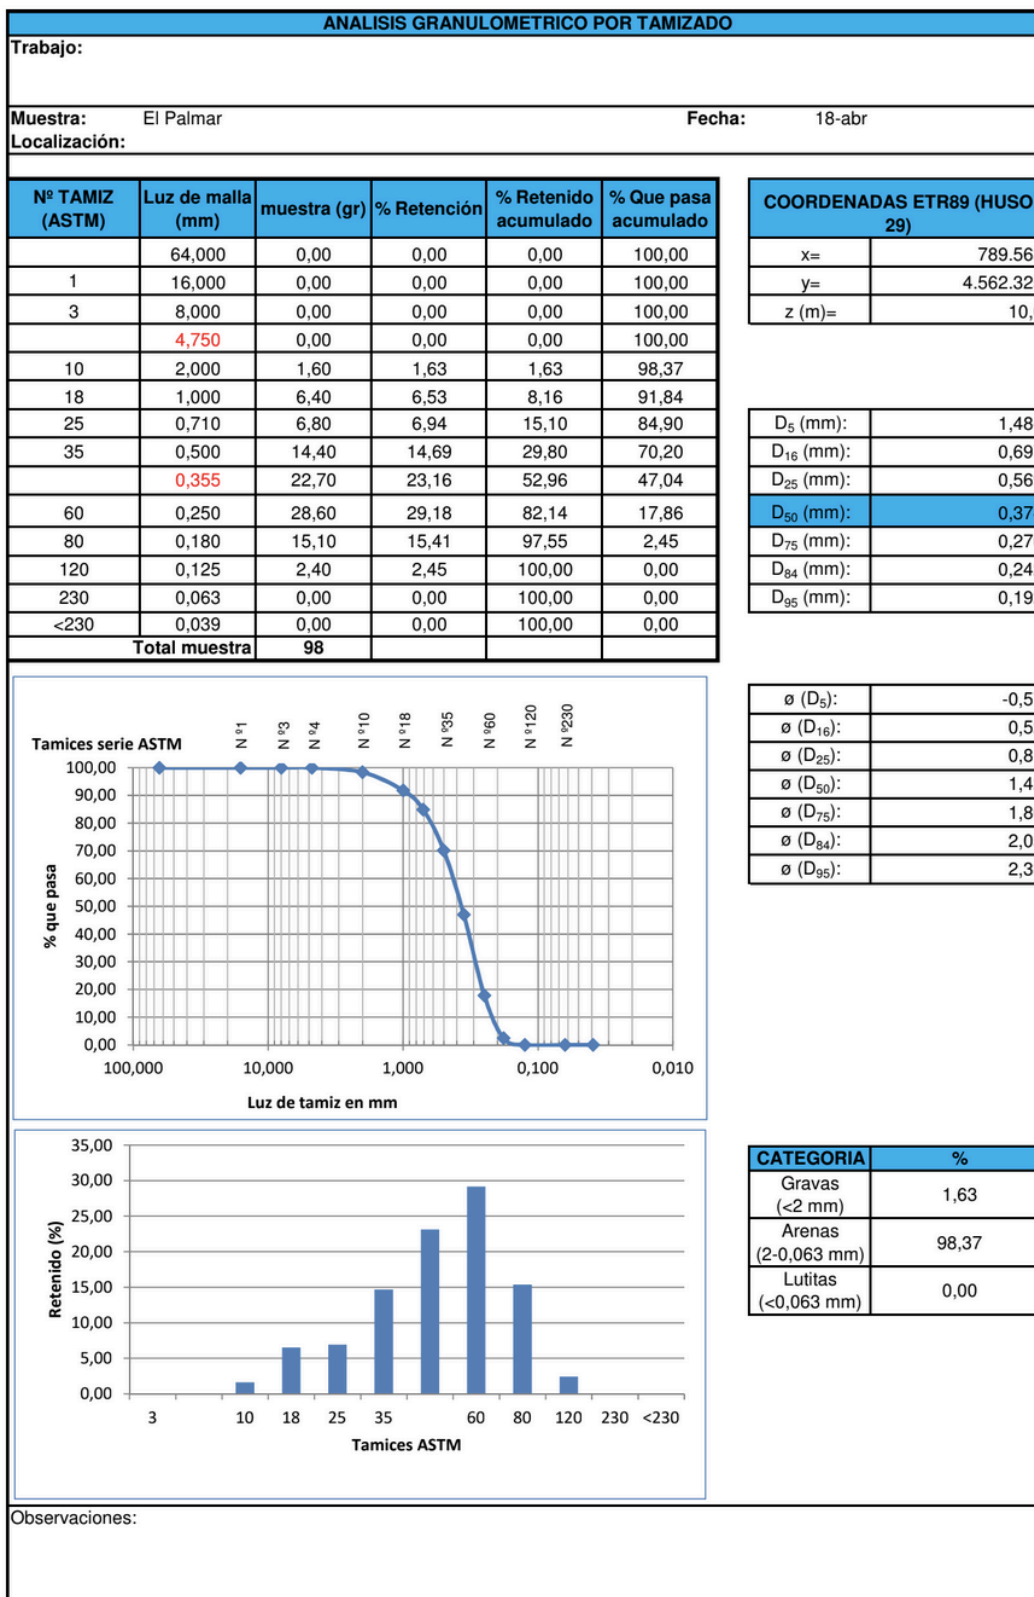 ANALISIS GRANULOMETRICO POR TAMIZADO
Trabajo:
Muestra: El Palmar Fecha: 18-abr
Localización:
Nº TAMIZ (ASTM) Luz de malla (mm) muestra (gr) % Retención % Retenido acumulado % Que pasa acumulado
64,000 0,00 0,00 0,00 100,00
1 16,000 0,00 0,00 0,00 100,00
3 8,000 0,00 0,00 0,00 100,00
4,750 0,00 0,00 0,00 100,00
10 2,000 1,60 1,63 1,63 98,37
18 1,000 6,40 6,53 8,16 91,84
25 0,710 6,80 6,94 15,10 84,90
35 0,500 14,40 14,69 29,80 70,20
0,355 22,70 23,16 52,96 47,04
60 0,250 28,60 29,18 82,14 17,86
80 0,180 15,10 15,41 97,55 2,45
120 0,125 2,40 2,45 100,00 0,00
230 0,063 0,00 0,00 100,00 0,00
<230 0,039 0,00 0,00 100,00 0,00
Total muestra 98
COORDENADAS ETR89 (HUSO
29)
x= 789.56
y= 4.562.32
z (m)= 10,
D5 (mm): 1,48
D16 (mm): 0,69
D25 (mm): 0,56
D50 (mm): 0,37
D75 (mm): 0,27
D84 (mm): 0,24
D95 (mm): 0,19
ø (D5): -0,5
ø (D16): 0,5
ø (D25): 0,8
ø (D50): 1,4
ø (D75): 1,8
ø (D84): 2,0
ø (D95): 2,3
Tamices serie ASTM
N º1 N º3 N º4 N º10 N º18 N º35 N º60 N º120 N º230
% que pasa
100,00
90,00
80,00
70,00
60,00
50,00
40,00
30,00
20,00
10,00
0,00
100,000 10,000 1,000 0,100 0,010
Luz de tamiz en mm
Retenido (%)
35,00
30,00
25,00
20,00
15,00
10,00
5,00
0,00
3 10 18 25 35 60 80 120 230 <230
Tamices ASTM
CATEGORIA %
Gravas
(<2 mm) 1,63
Arenas
(2-0,063 mm) 98,37
Lutitas
(<0,063 mm) 0,00
Observaciones: